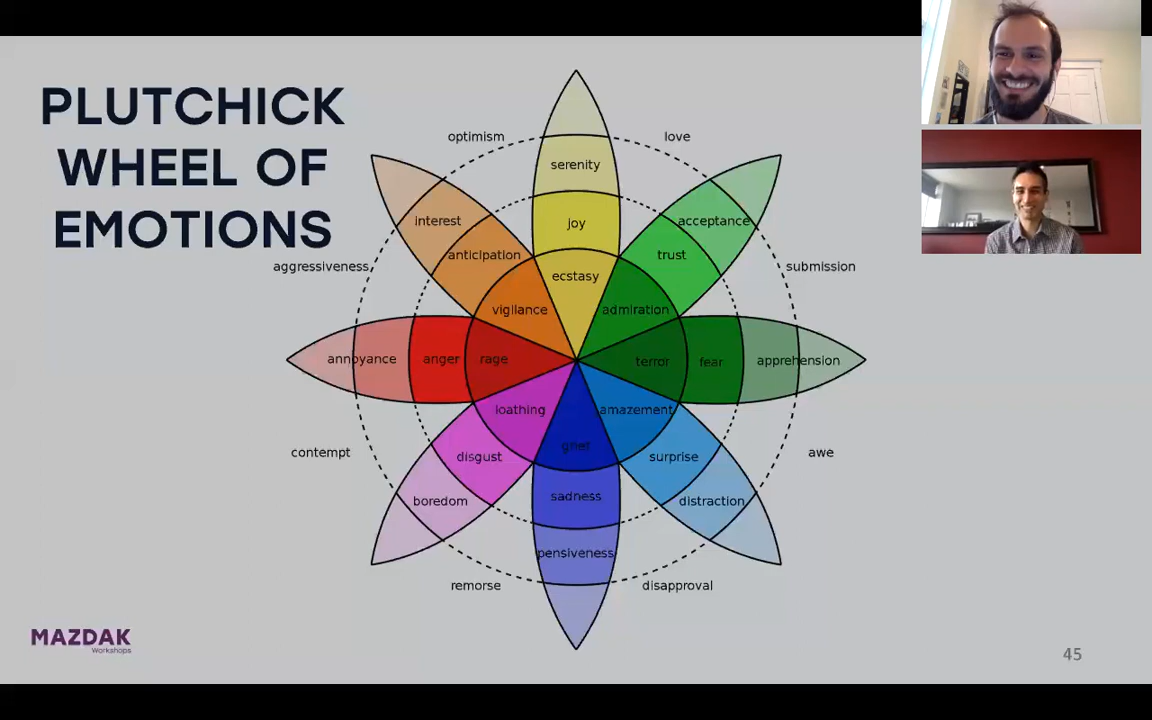 PLUTCHICK
WHEEL OF
EMOTIONS
optimism
love
serenity
interest
joy
acceptance
anticipation
trust
aggressiveness
ecstasy
submission
vigilance
admiration
annoyance
anger
rage
terror
fear
apprehension
loathing
amazement
contempt
grief
awe
disgust
surprise
boredom
sadness
distraction
pensiveness
remorse
disapproval
MAZDAK
Workshops
45